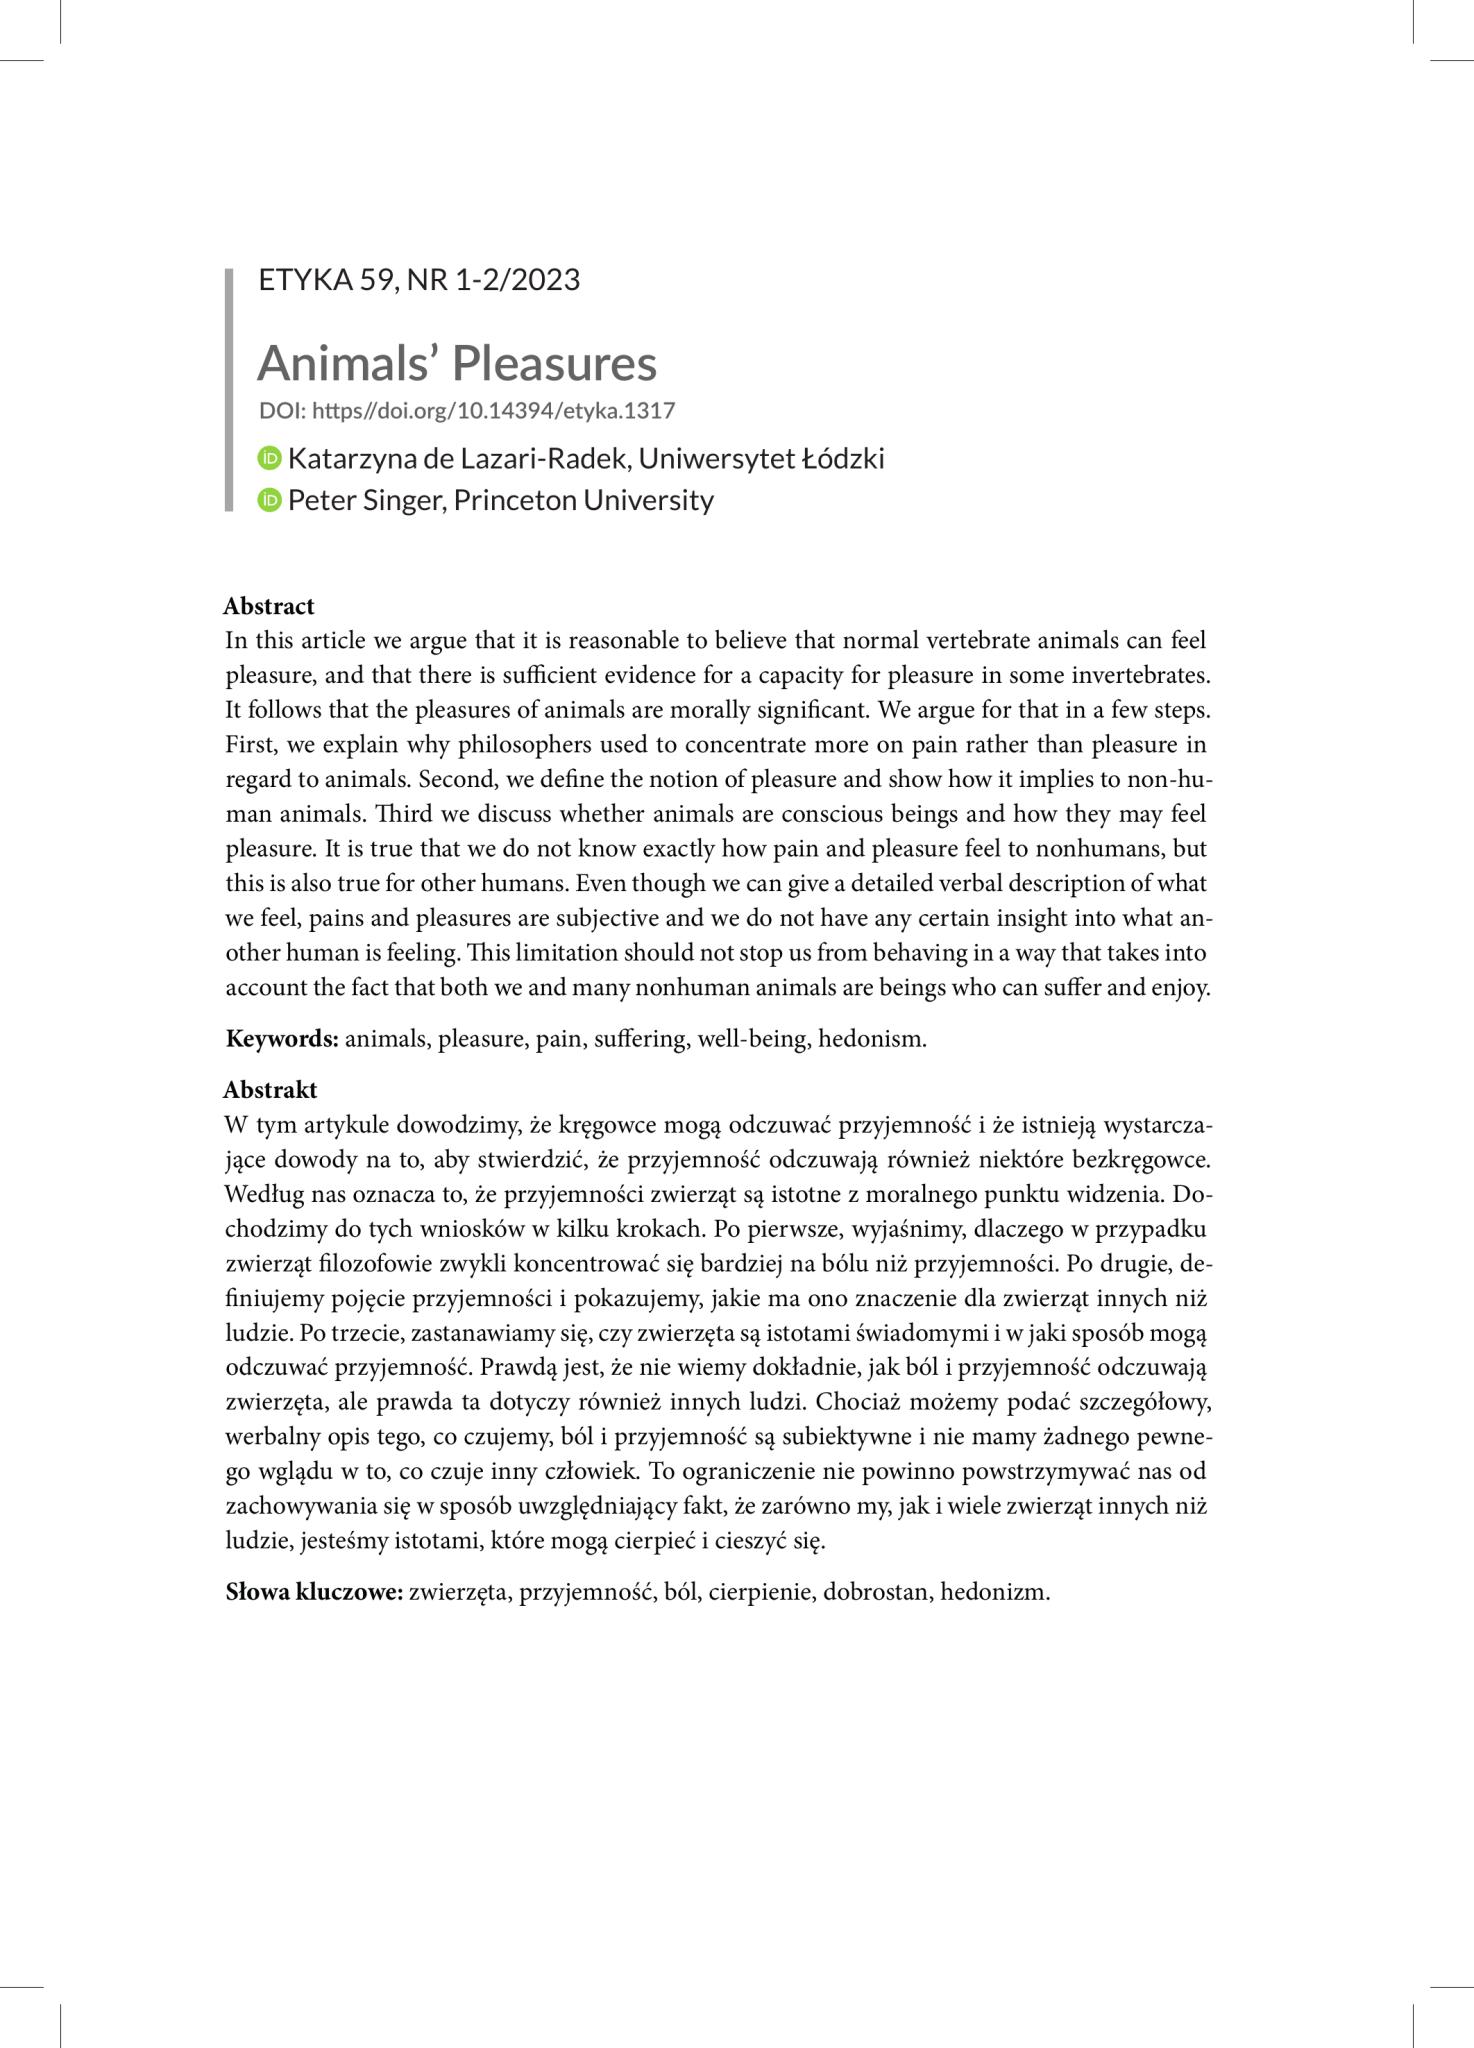 ETYKA 59, NR 1-2/2023
Animals’ Pleasures
DOI: https//doi.org/10.14394/etyka.1317
iD Katarzyna de Lazari-Radek, Uniwersytet Łódzki
iD Peter Singer, Princeton University
Abstract
In this article we argue that it is reasonable to believe that normal vertebrate animals can feel
pleasure, and that there is sufficient evidence for a capacity for pleasure in some invertebrates.
It follows that the pleasures of animals are morally significant. We argue for that in a few steps.
First, we explain why philosophers used to concentrate more on pain rather than pleasure in
regard to animals. Second, we define the notion of pleasure and show how it implies to non-hu-
man animals. Third we discuss whether animals are conscious beings and how they may feel
pleasure. It is true that we do not know exactly how pain and pleasure feel to nonhumans, but
this is also true for other humans. Even though we can give a detailed verbal description of what
we feel, pains and pleasures are subjective and we do not have any certain insight into what an-
other human is feeling. This limitation should not stop us from behaving in a way that takes into
account the fact that both we and many nonhuman animals are beings who can suffer and enjoy.
Keywords: animals, pleasure, pain, suffering, well-being, hedonism.
Abstrakt
W tym artykule dowodzimy, że kręgowce mogą odczuwać przyjemność i że istnieją wystarcza-
jące dowody na to, aby stwierdzić, że przyjemność odczuwają również niektóre bezkręgowce.
Według nas oznacza to, że przyjemności zwierząt są istotne z moralnego punktu widzenia. Do-
chodzimy do tych wniosków w kilku krokach. Po pierwsze, wyjaśnimy, dlaczego w przypadku
zwierząt filozofowie zwykli koncentrować się bardziej na bólu niż przyjemności. Po drugie, de-
finiujemy pojęcie przyjemności i pokazujemy, jakie ma ono znaczenie dla zwierząt innych niż
ludzie. Po trzecie, zastanawiamy się, czy zwierzęta są istotami świadomymi i w jaki sposób mogą
odczuwać przyjemność. Prawdą jest, że nie wiemy dokładnie, jak ból i przyjemność odczuwają
zwierzęta, ale prawda ta dotyczy również innych ludzi. Chociaż możemy podać szczegółowy,
werbalny opis tego, co czujemy, ból i przyjemność są subiektywne i nie mamy żadnego pewne-
go wglądu w to, co czuje inny człowiek. To ograniczenie nie powinno powstrzymywać nas od
zachowywania się w sposób uwzględniający fakt, że zarówno my, jak i wiele zwierząt innych niż
ludzie, jesteśmy istotami, które mogą cierpieć i cieszyć się.
Słowa kluczowe: zwierzęta, przyjemność, ból, cierpienie, dobrostan, hedonizm.